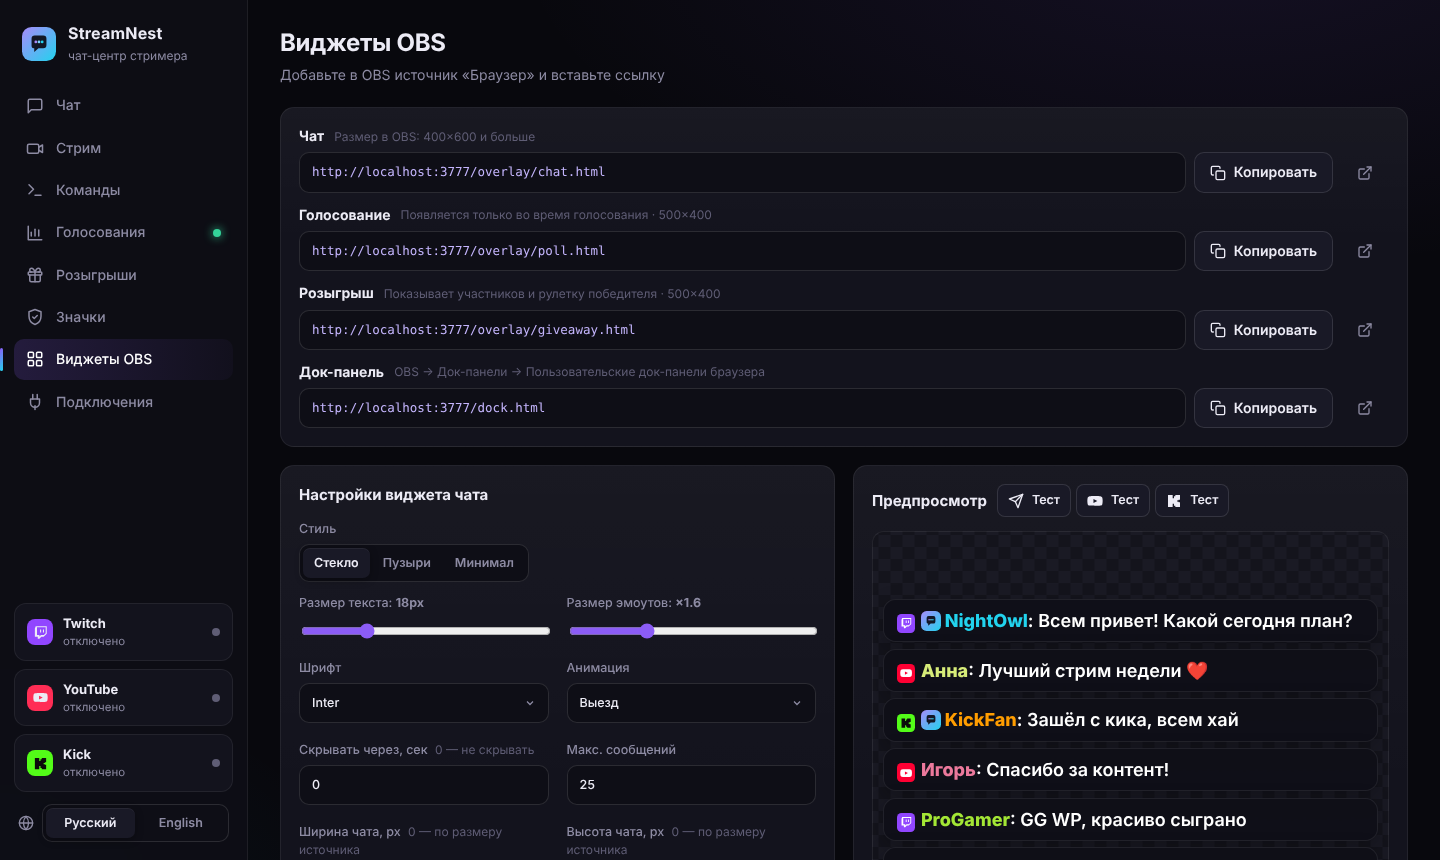 StreamNest
чат-центр стримера
Чат
Стрим
Команды
Голосования
Розыгрыши
Значки
Виджеты OBS
Подключения
Twitch
отключено
YouTube
отключено
Kick
отключено
Русский English
Виджеты OBS
Добавьте в OBS источник «Браузер» и вставьте ссылку
Чат Размер в OBS: 400×600 и больше
http://localhost:3777/overlay/chat.html Копировать
Голосование Появляется только во время голосования · 500×400
http://localhost:3777/overlay/poll.html Копировать
Розыгрыш Показывает участников и рулетку победителя · 500×400
http://localhost:3777/overlay/giveaway.html Копировать
Док-панель OBS → Док-панели → Пользовательские док-панели браузера
http://localhost:3777/dock.html Копировать
Настройки виджета чата
Стиль
Стекло Пузыри Минимал
Размер текста: 18px Размер эмоутов: ×1.6
Шрифт Анимация
Inter Выезд
Скрывать через, сек 0 — не скрывать Макс. сообщений
0 25
Ширина чата, px 0 — по размеру источника
Высота чата, px 0 — по размеру источника
Предпросмотр Тест Тест Тест
NightOwl: Всем привет! Какой сегодня план?
Анна: Лучший стрим недели ❤️
KickFan: Зашёл с кика, всем хай
Игорь: Спасибо за контент!
ProGamer: GG WP, красиво сыграно